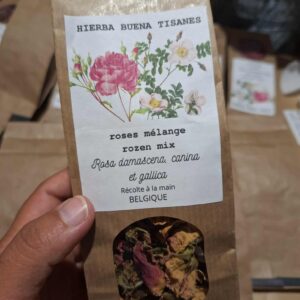 HIERBA BUENA TISANES
roses mélange
rozen mix
Rosa damascena, canina
et gallica
Récolte à la main
BELGIQUE